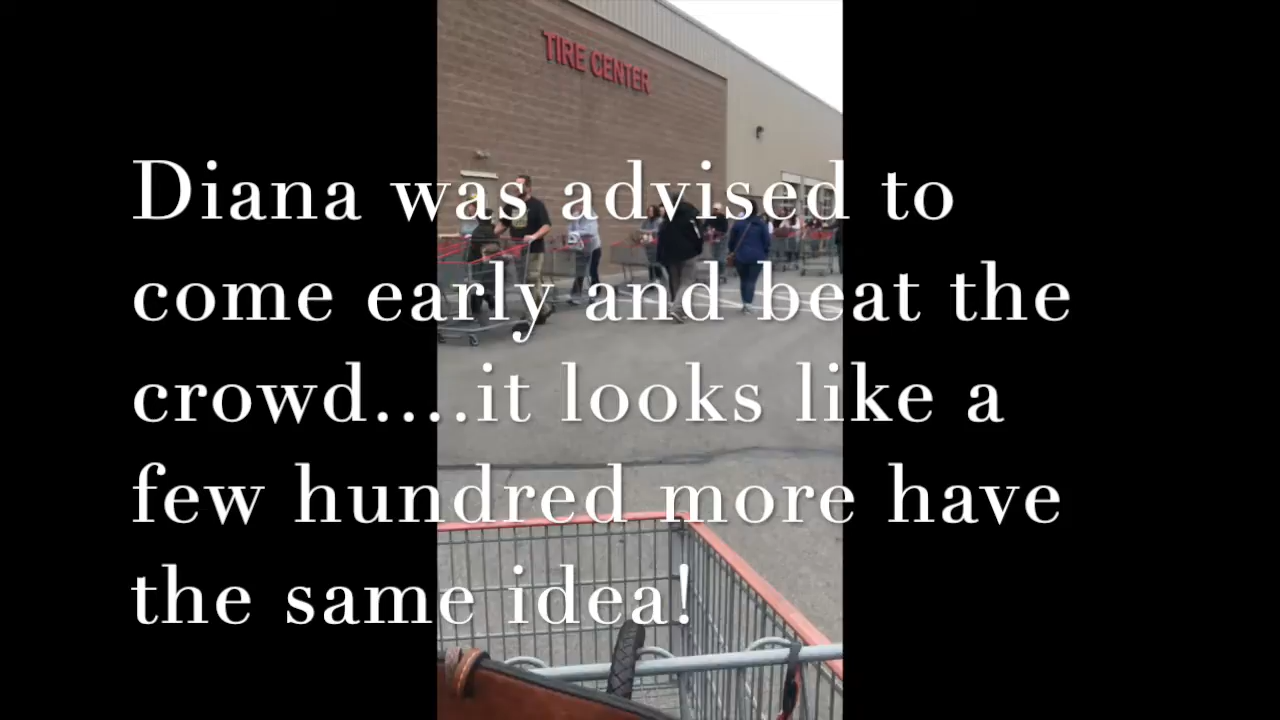 TIRE CENTER
Diana was advised to
come early and beat the
crowd....it looks like a
few hundred more have
the same idea!